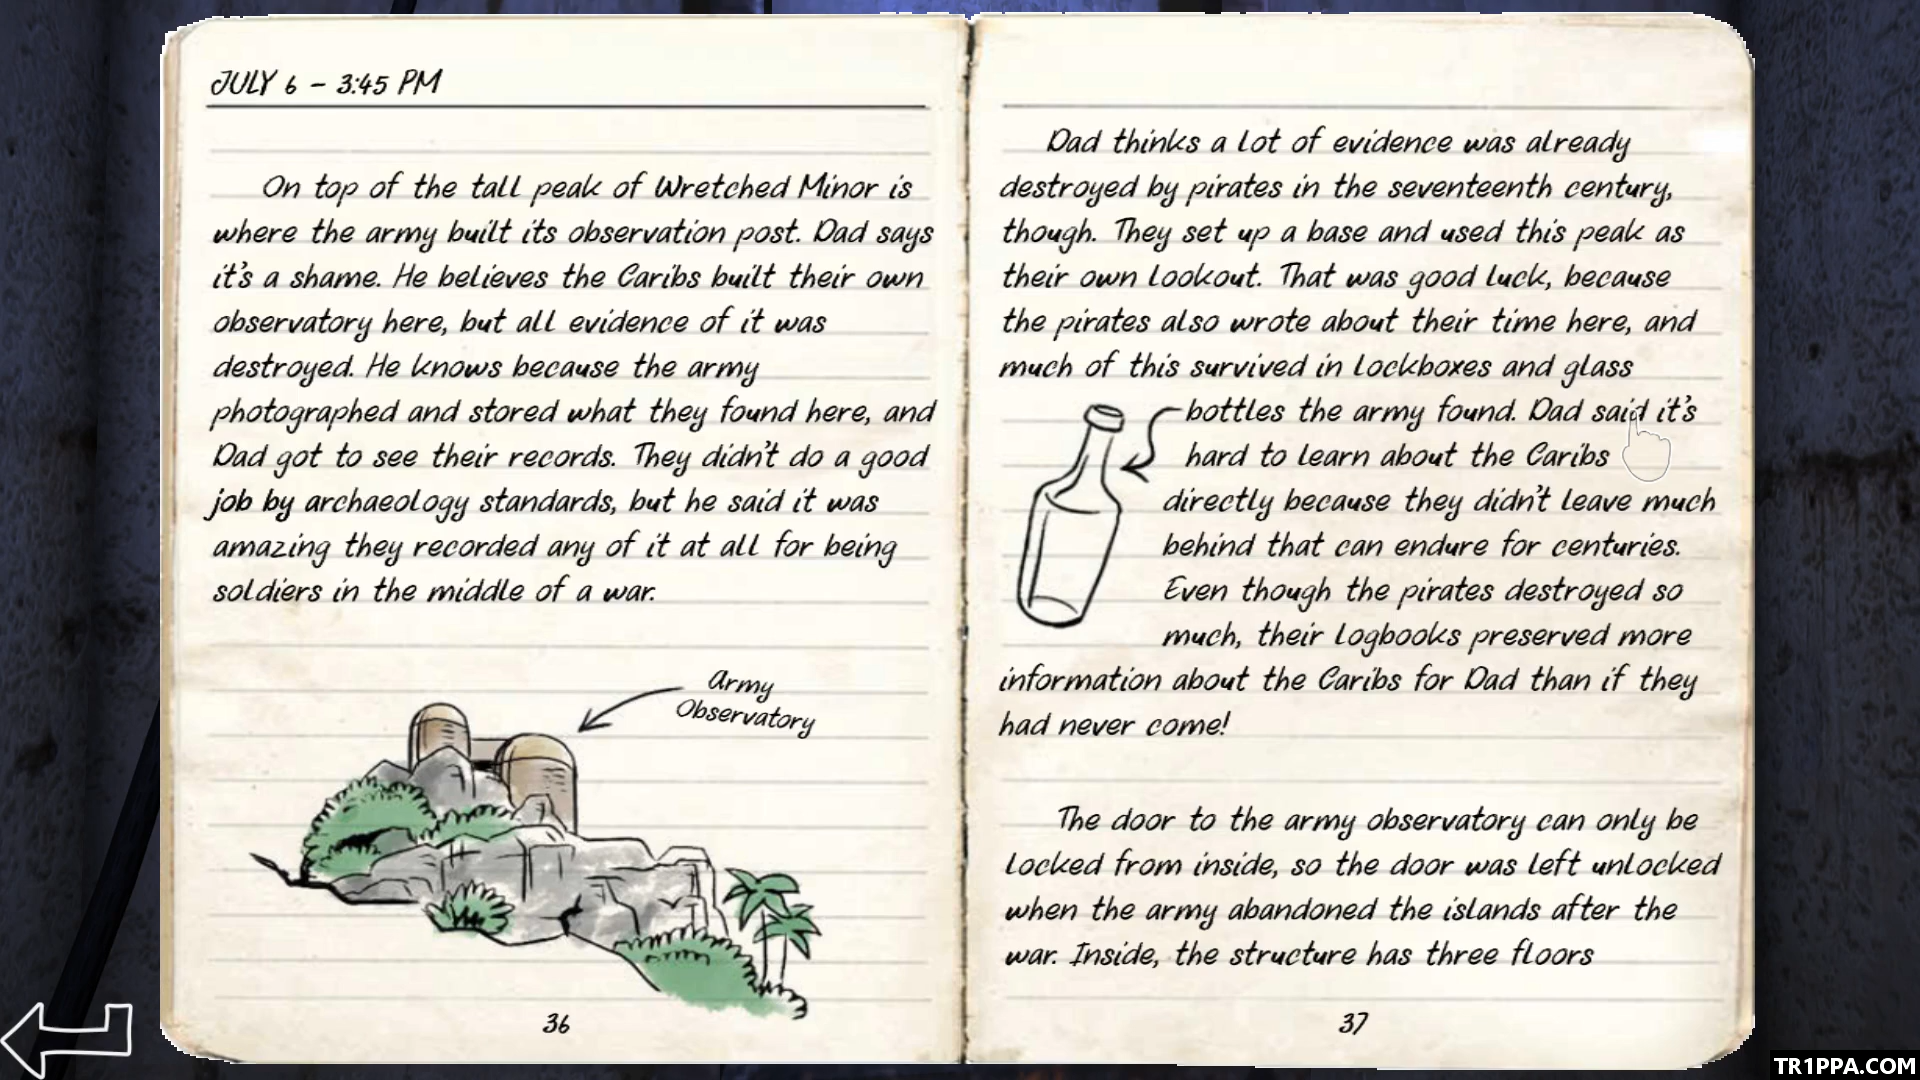 JULY 6 - 3:45 PM
On top of the tall peak of Wretched Minor is
where the army built its observation post. Dad says
it's a shame. He believes the Caribs built their own
observatory here, but all evidence of it was
destroyed. He knows because the army
photographed and stored what they found here, and
Dad got to see their records. They didn't do a good
job by archaeology standards, but he said it was
amazing they recorded any of it at all for being
soldiers in the middle of a war.
Army
Observatory
36
Dad thinks a lot of evidence was already
destroyed by pirates in the seventeenth century,
though. They set up a base and used this peak as
their own lookout. That was good luck, because
the pirates also wrote about their time here, and
much of this survived in lockboxes and glass
bottles the army found. Dad said it's
hard to learn about the Caribs
directly because they didn't leave much
behind that can endure for centuries.
Even though the pirates destroyed so
much, their logbooks preserved more
information about the Caribs for Dad than if they
had never come!
The door to the army observatory can only be
locked from inside, so the door was left unlocked
when the army abandoned the islands after the
war. Inside, the structure has three floors
37
TR1PPA.COM